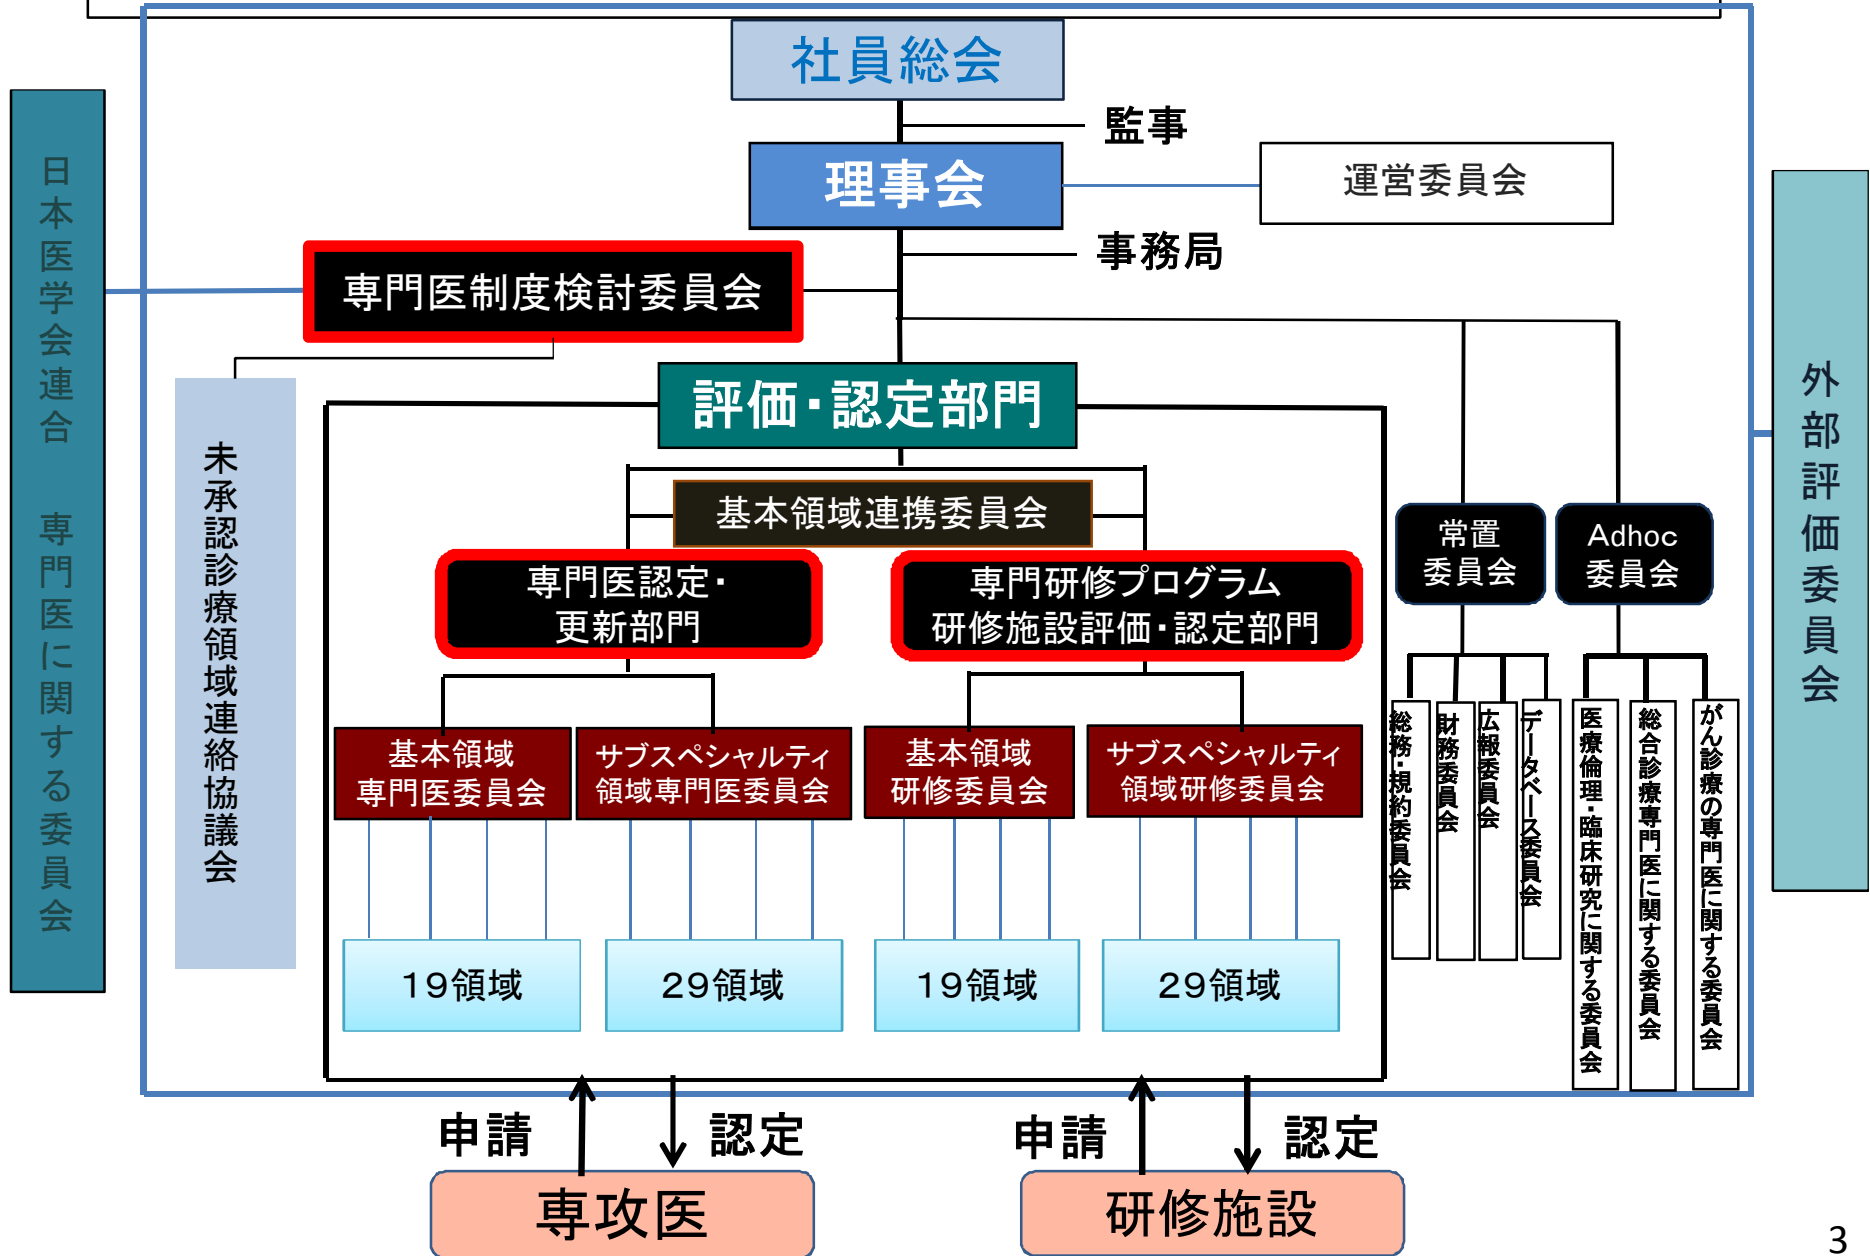 社員総会
監事
理事会
運営委員会
事務局
専門医制度検討委員会
日本医学会連合 専門医に関する委員会
外部評価委員会
未承認診療領域連絡協議会
評価・認定部門
基本領域連携委員会
専門医認定・
更新部門
専門研修プログラム
研修施設評価・認定部門
常置
委員会
Adhoc
委員会
基本領域
専門医委員会
サブスペシャルティ
領域専門医委員会
基本領域
研修委員会
サブスペシャルティ
領域研修委員会
総務・規約委員会
財務委員会
広報委員会
データベース委員会
医療倫理・臨床研究に関する委員会
総合診療専門医に関する委員会
がん診療の専門医に関する委員会
19領域
29領域
19領域
29領域
申請
認定
申請
認定
専攻医
研修施設
3